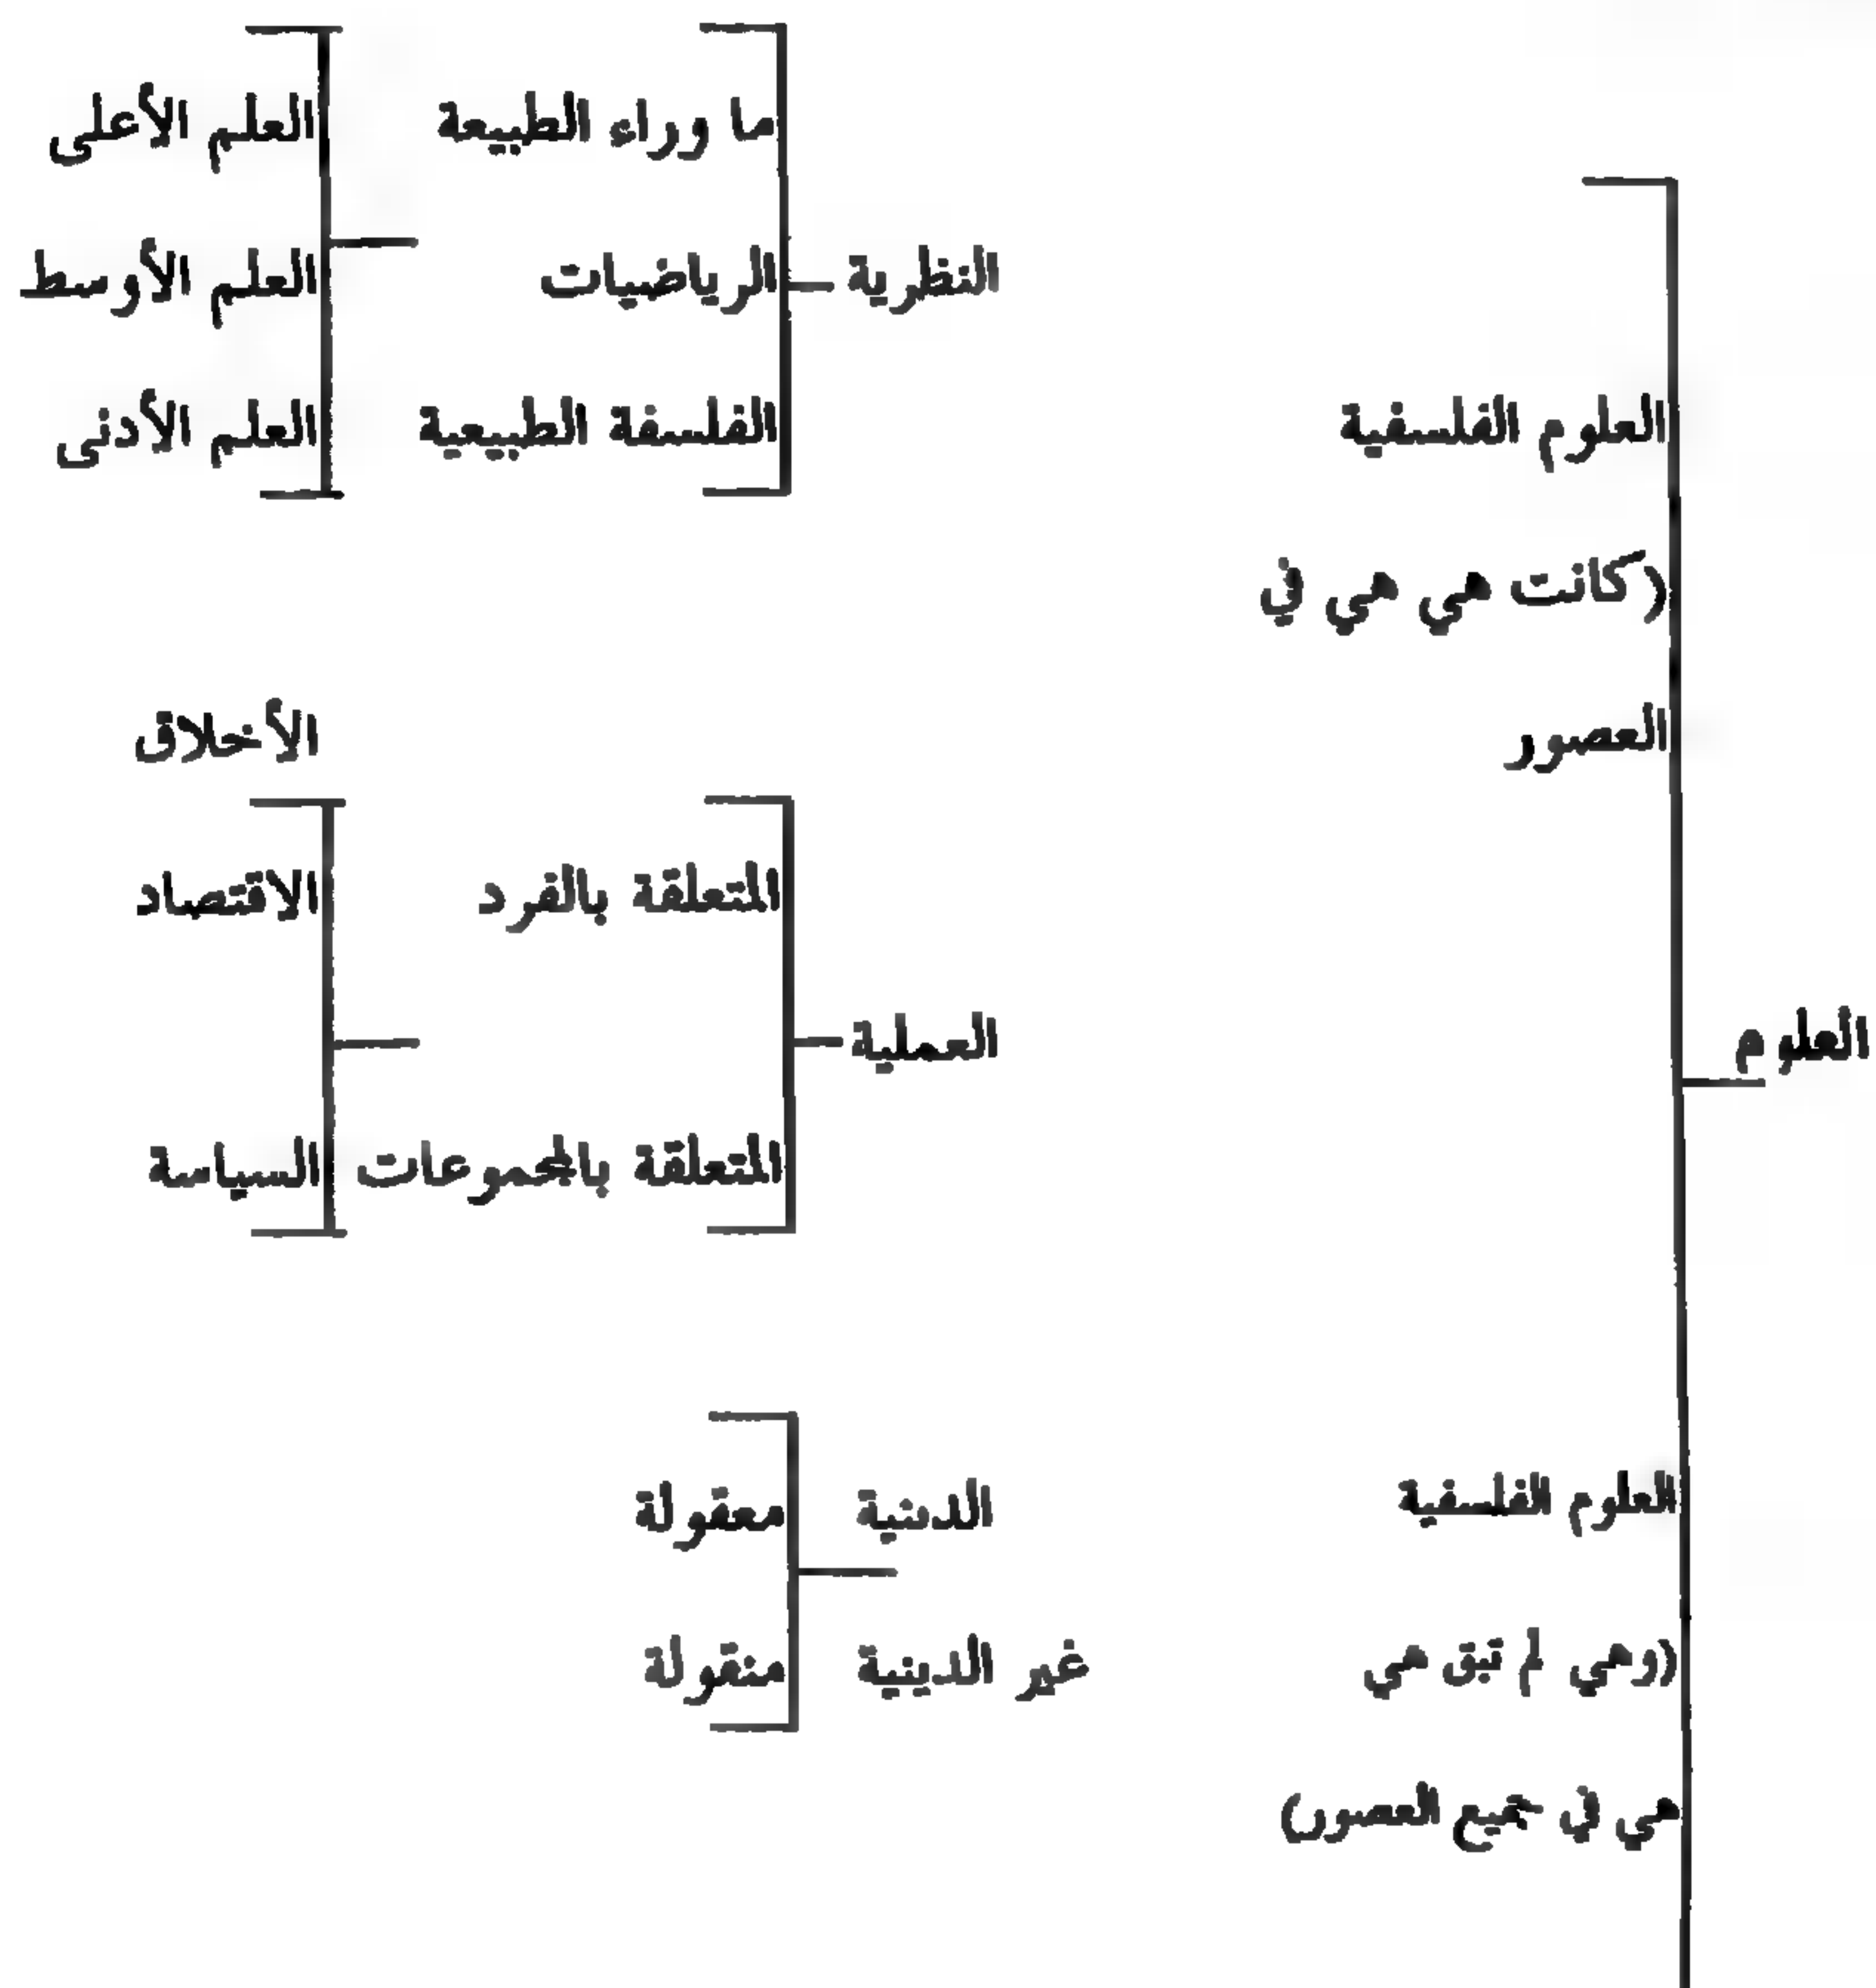 ما وراء الطبيعة العلم الأعلى
النظرية الرياضيات العلم الأوسط
العلوم الفلسفية الفلسفة الطبيعية العلم الأدنى
(كانت هي هي في
العصور الأخلاق
المتعلقة بالفرد الاقتصاد
العلوم العملية
المتعلقة بالمجموعات السياسة
العلوم الفلسفية الدينية معقولة
(وهي لم تبق هي غير الدينية منقولة
هي في جميع العصور)